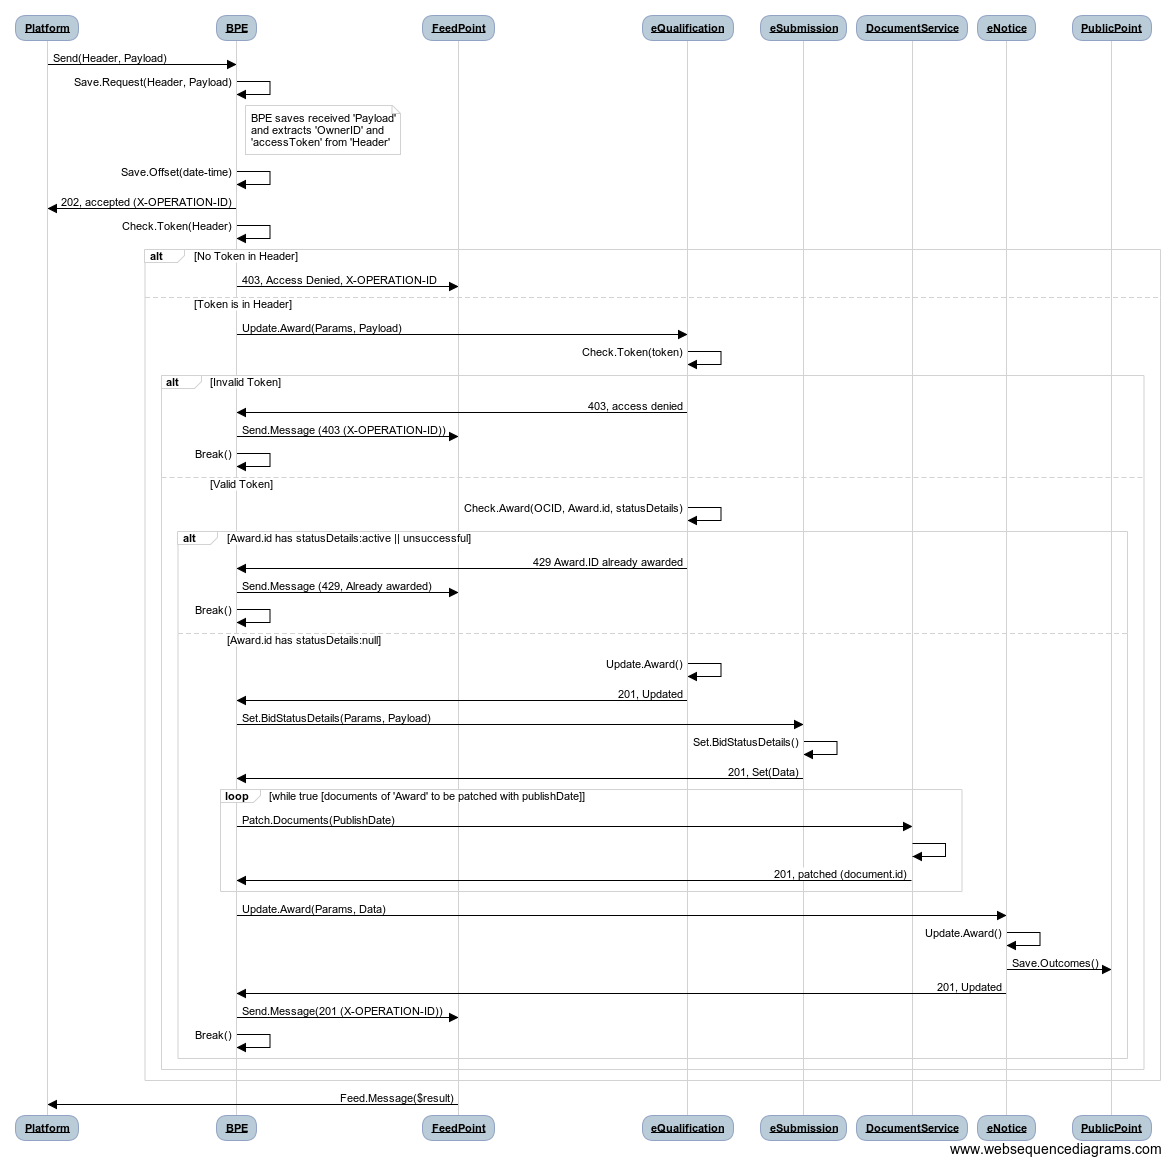 Platform BPE FeedPoint eQualification eSubmission DocumentService eNotice PublicPoint
Send(Header, Payload)
Save.Request(Header, Payload)
BPE saves received 'Payload'
and extracts 'OwnerID' and
'accessToken' from 'Header'
Save.Offset(date-time)
202, accepted (X-OPERATION-ID)
Check.Token(Header)
alt [No Token in Header]
403, Access Denied, X-OPERATION-ID
[Token is in Header]
Update.Award(Params, Payload)
Check.Token(token)
alt [Invalid Token]
403, access denied
Send.Message (403 (X-OPERATION-ID))
Break()
[Valid Token]
Check.Award(OCID, Award.id, statusDetails)
alt [Award.id has statusDetails:active || unsuccessful]
429 Award.ID already awarded
Send.Message (429, Already awarded)
Break()
[Award.id has statusDetails:null]
Update.Award()
201, Updated
Set.BidStatusDetails(Params, Payload)
Set.BidStatusDetails()
201, Set(Data)
loop [while true [documents of 'Award' to be patched with publishDate]]
Patch.Documents(PublishDate)
201, patched (document.id)
Update.Award(Params, Data)
Update.Award()
Save.Outcomes()
201, Updated
Send.Message(201 (X-OPERATION-ID))
Break()
Feed.Message($result)
Platform BPE FeedPoint eQualification eSubmission DocumentService eNotice PublicPoint
www.websequencediagrams.com